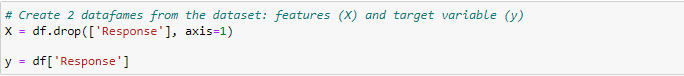 # Create 2 datafames from the dataset: features (X) and target variable (y)
X = df.drop(['Response'], axis=1)
y = df['Response']